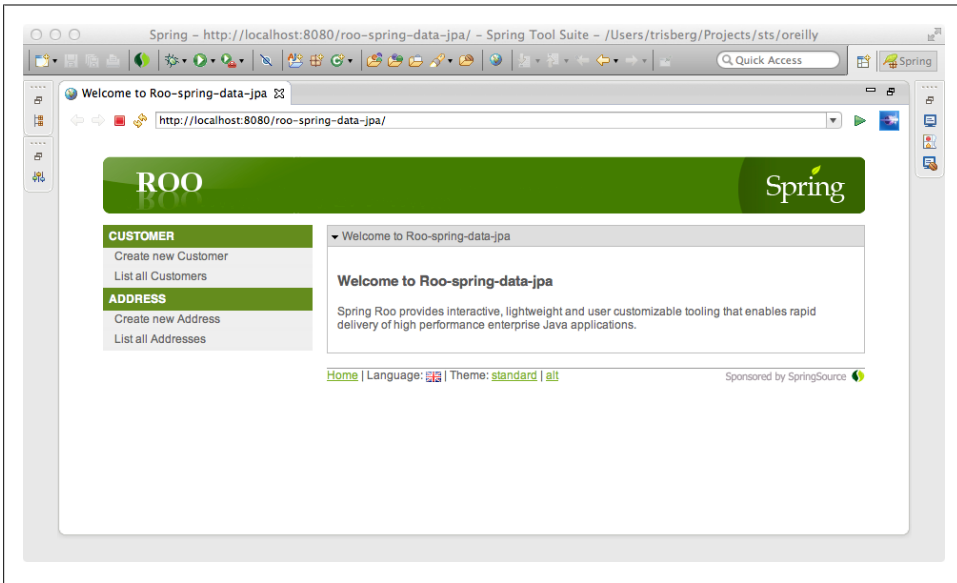 Spring – http://localhost:8080/roo-spring-data-jpa/ – Spring Tool Suite – /Users/trisberg/Projects/sts/oreilly
Quick Access
Spring
Welcome to Roo-spring-data-jpa
http://localhost:8080/roo-spring-data-jpa/
ROO
Spring
CUSTOMER
Create new Customer
List all Customers
ADDRESS
Create new Address
List all Addresses
Welcome to Roo-spring-data-jpa
Welcome to Roo-spring-data-jpa
Spring Roo provides interactive, lightweight and user customizable tooling that enables rapid
delivery of high performance enterprise Java applications.
Home | Language: | Theme: standard | alt
Sponsored by SpringSource